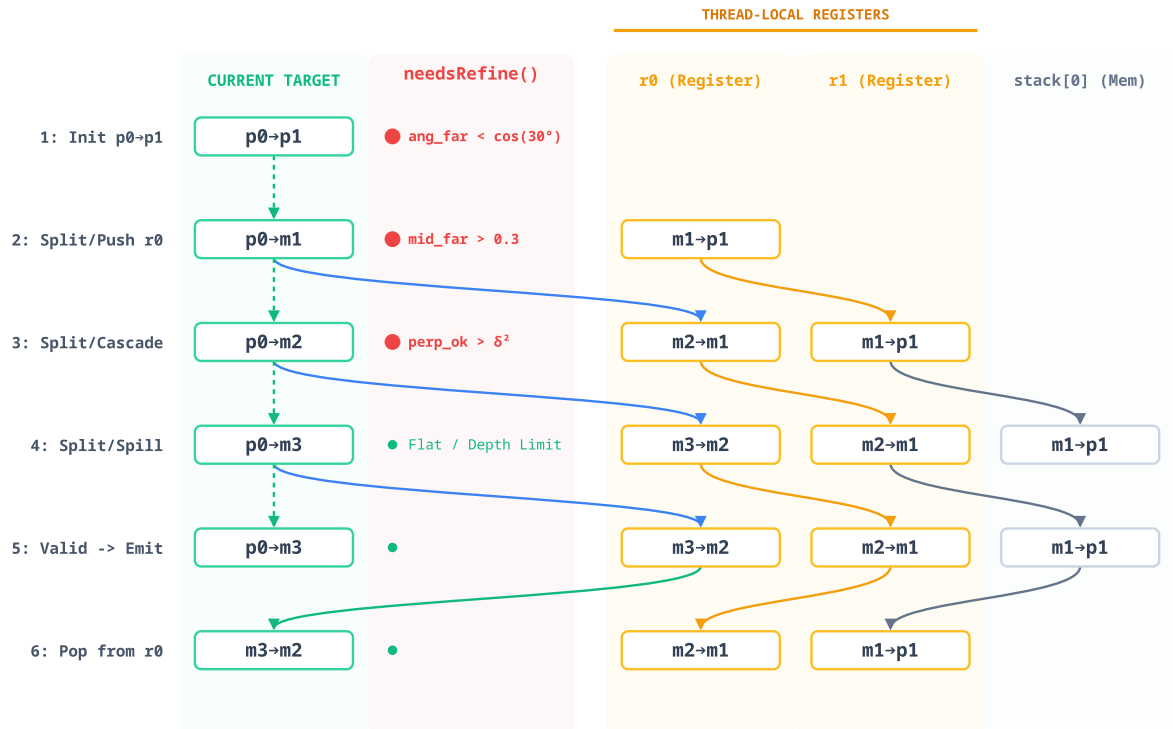 THREAD-LOCAL REGISTERS
CURRENT TARGET
needsRefine()
r0 (Register)
r1 (Register)
stack[0] (Mem)
1: Init p0→p1
p0→p1
ang_far < cos(30°)
2: Split/Push r0
p0→m1
mid_far > 0.3
m1→p1
3: Split/Cascade
p0→m2
perp_ok > δ²
m2→m1
m1→p1
4: Split/Spill
p0→m3
Flat / Depth Limit
m3→m2
m2→m1
m1→p1
5: Valid -> Emit
p0→m3
m3→m2
m2→m1
m1→p1
6: Pop from r0
m3→m2
m2→m1
m1→p1